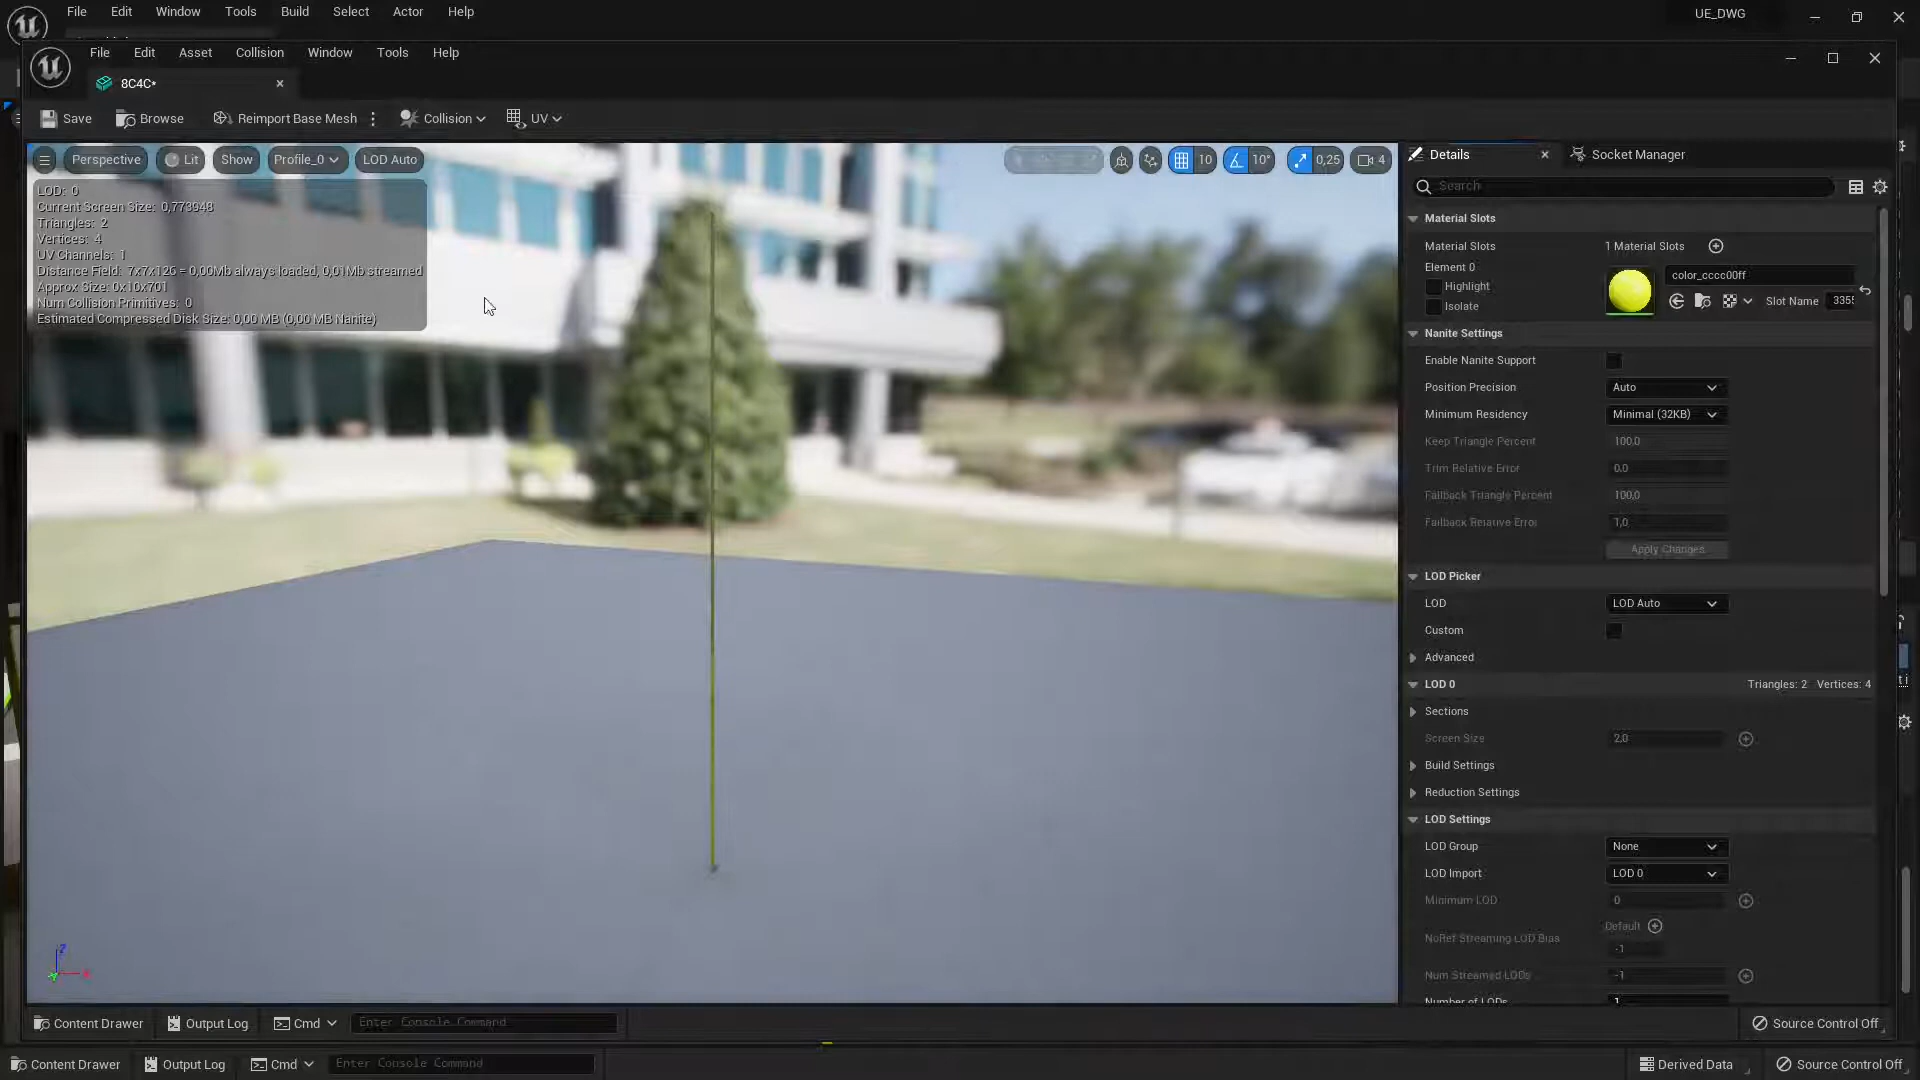 File Edit Window Tools Build Select Actor Help
UE_DWG
File Edit Asset Collision Window Tools Help
8C4C*
Save Browse Reimport Base Mesh Collision UV
Perspective Lit Show Profile_0 LOD Auto
10 10° 0,25 4
LOD: 0
Current Screen Size: 0,773948
Triangles: 2
Vertices: 4
UV Channels: 1
Distance Field: 7x7x126 = 0,00Mb always loaded, 0,01Mb streamed
Approx Size: 0x10x701
Num Collision Primitives: 0
Estimated Compressed Disk Size: 0,00 MB (0,00 MB Nanite)
Z
X
Y
Details Socket Manager
Search
Material Slots
Material Slots 1 Material Slots
Element 0
Highlight
Isolate
color_cccc00ff
Slot Name 3355
Nanite Settings
Enable Nanite Support
Position Precision Auto
Minimum Residency Minimal (32KB)
Keep Triangle Percent 100,0
Trim Relative Error 0,0
Fallback Triangle Percent 100,0
Fallback Relative Error 1,0
Apply Changes
LOD Picker
LOD LOD Auto
Custom
Advanced
LOD 0 Triangles: 2 Vertices: 4
Sections
Screen Size 2,0
Build Settings
Reduction Settings
LOD Settings
LOD Group None
LOD Import LOD 0
Minimum LOD 0
Default
NoRef Streaming LOD Bias -1
Num Streamed LODs -1
Number of LODs 1
Content Drawer Output Log Cmd Enter Console Command Source Control Off
Content Drawer Output Log Cmd Enter Console Command Derived Data Source Control Off